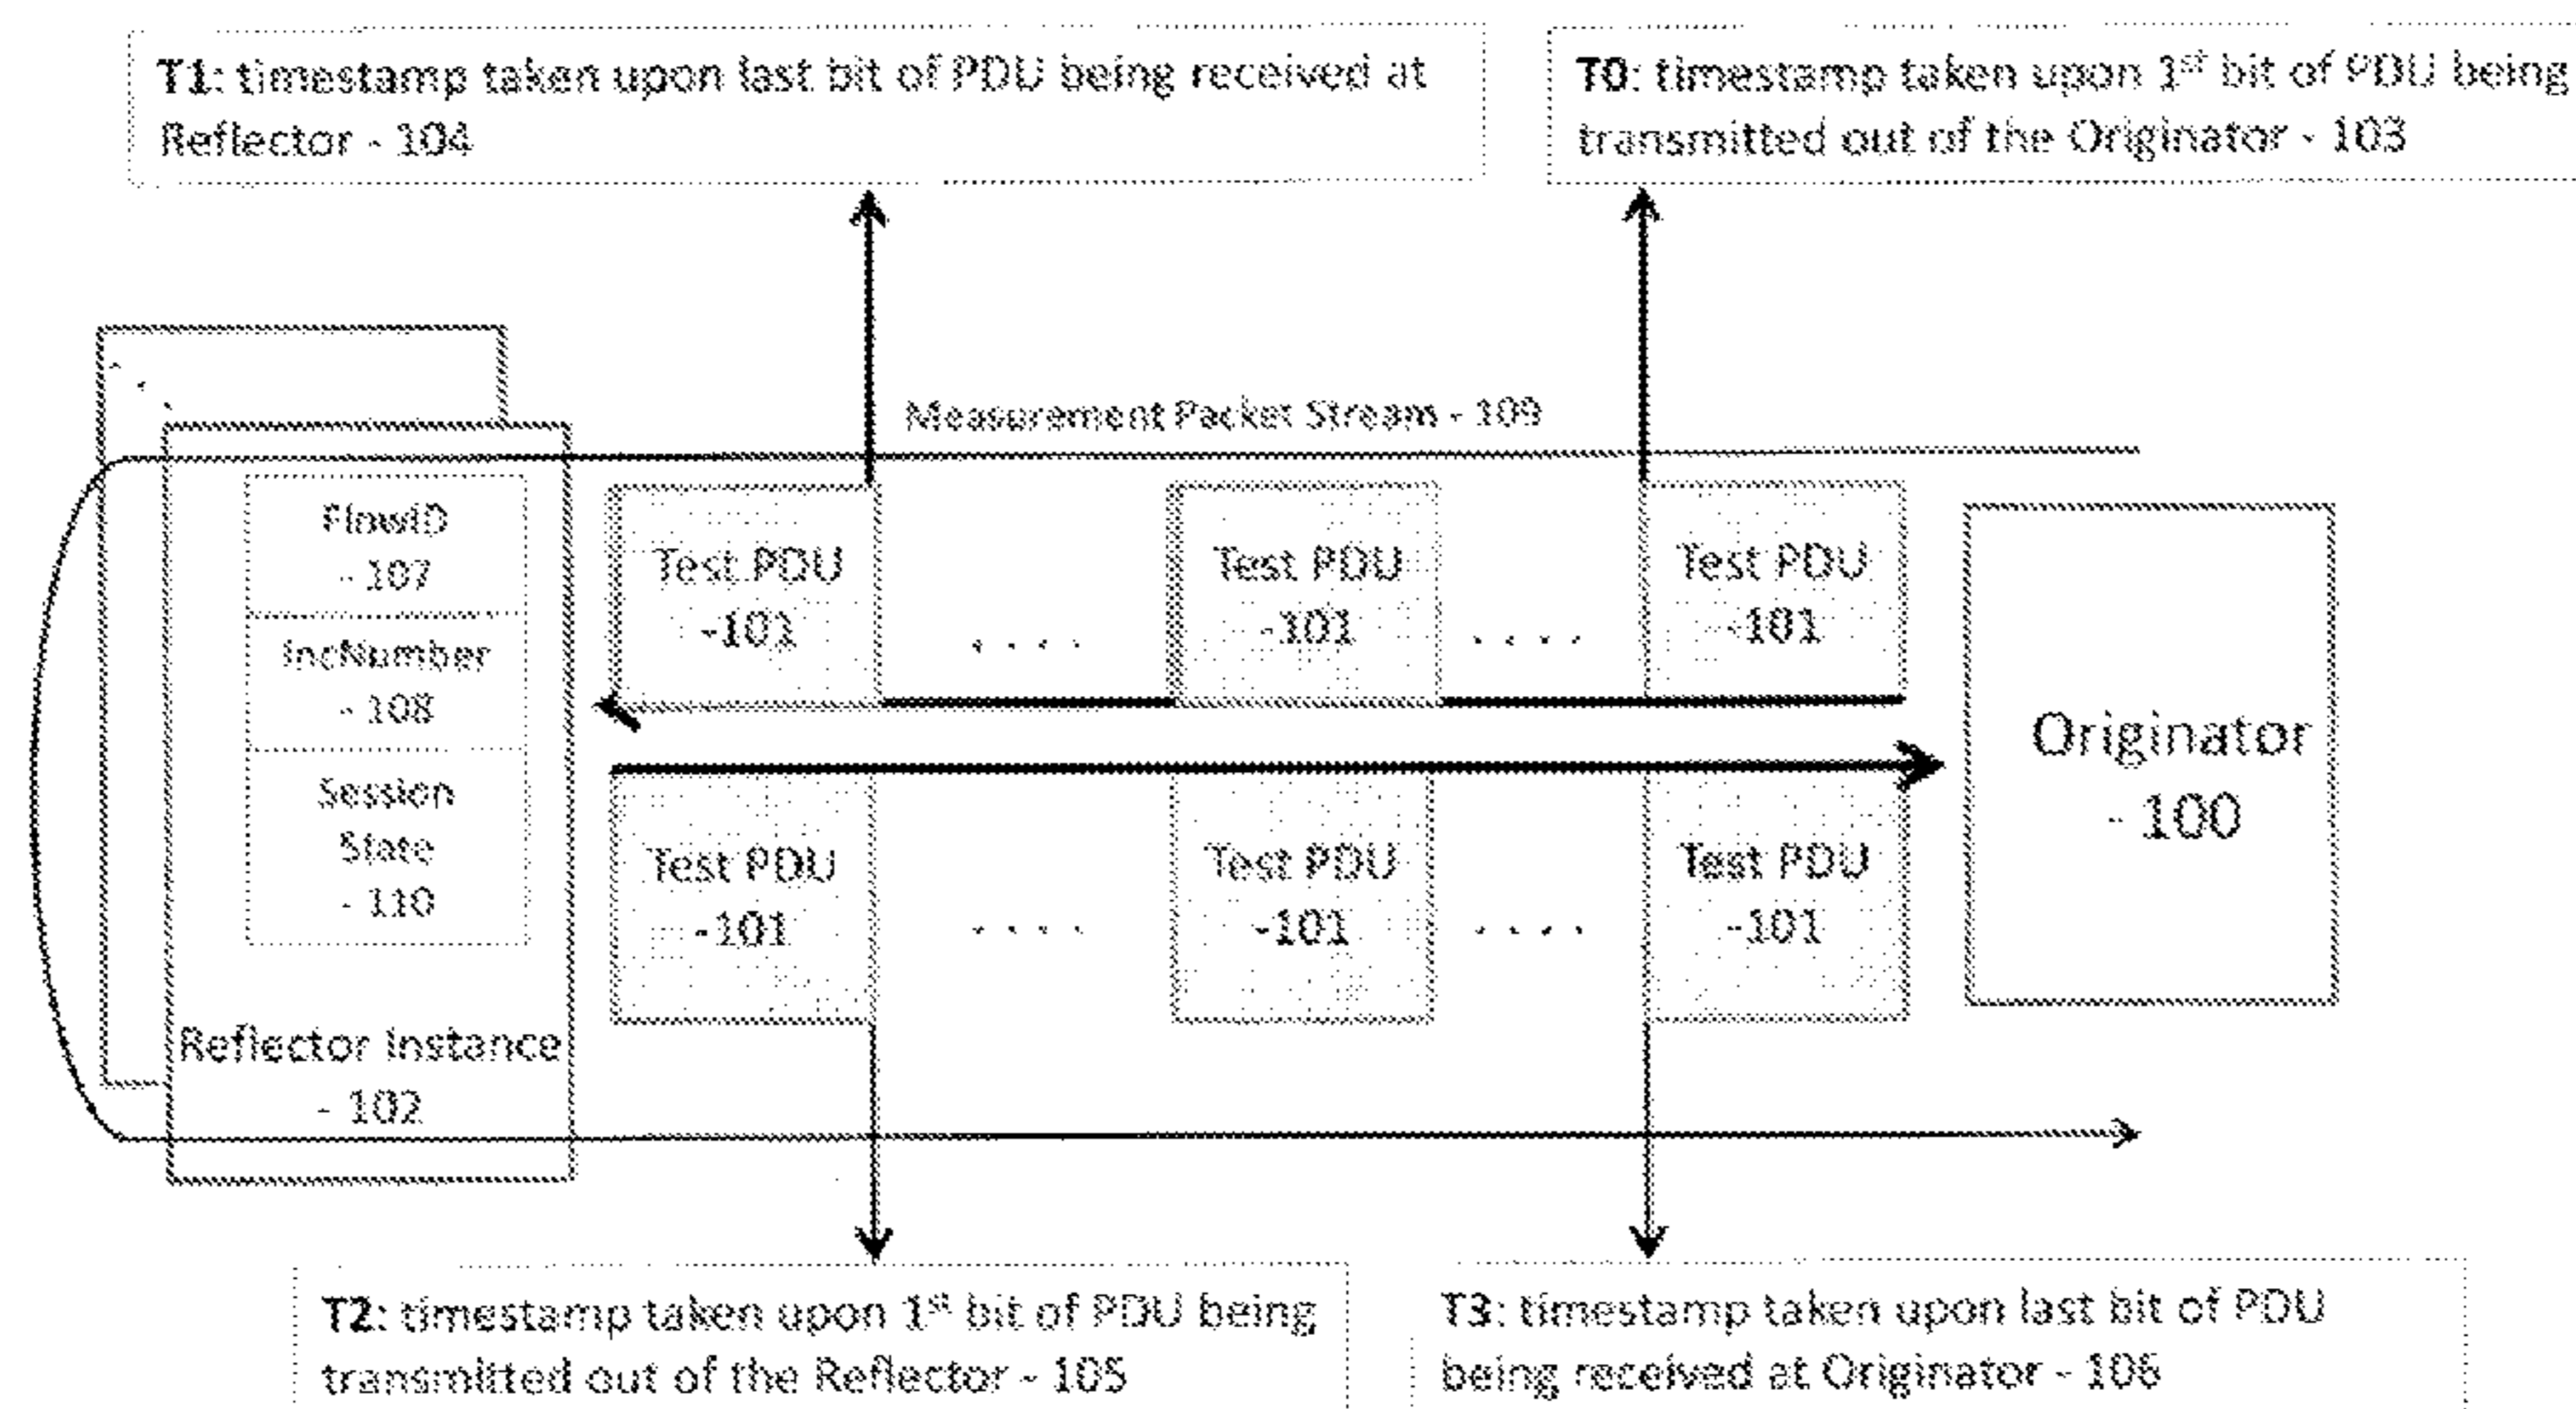 T1: timestamp taken upon last bit of PDU being received at
Reflector - 104
T0: timestamp taken upon 1st bit of PDU being
transmitted out of the Originator - 103
Measurement Packet Stream - 109
FlowID
- 107
IncNumber
- 108
Session
State
- 110
Reflector Instance
- 102
Test PDU
-101
Test PDU
-101
Test PDU
-101
Test PDU
-101
Test PDU
-101
Test PDU
-101
Originator
- 100
T2: timestamp taken upon 1st bit of PDU being
transmitted out of the Reflector - 105
T3: timestamp taken upon last bit of PDU
being received at Originator - 106